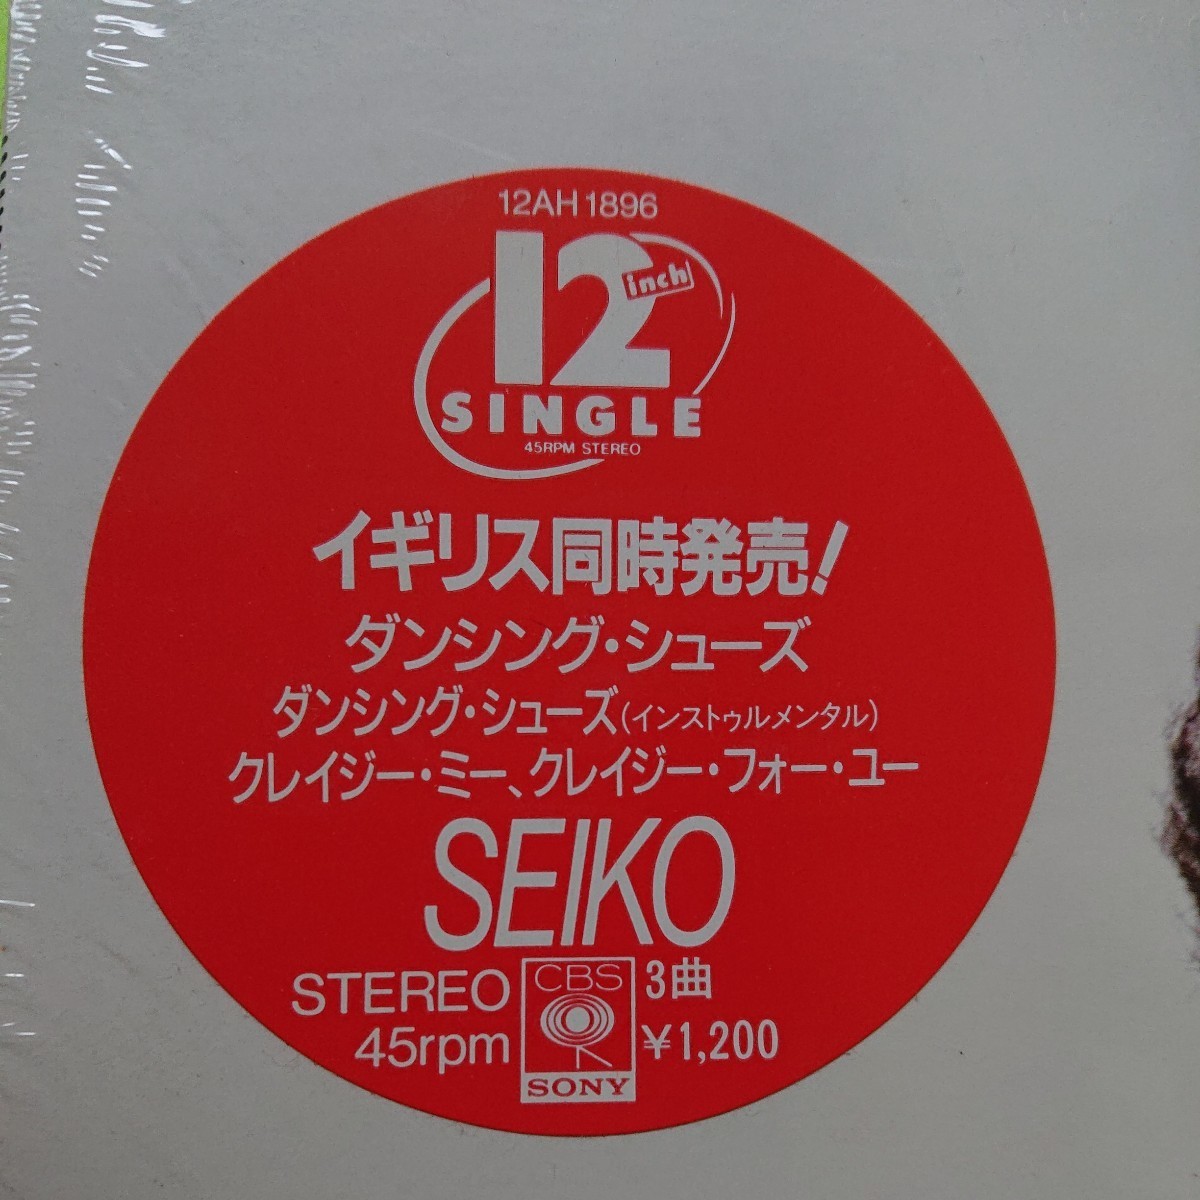 12AH 1896
12 inch
SINGLE
45RPM STEREO
イギリス同時発売!
ダンシング・シューズ
ダンシング・シューズ(インストゥルメンタル)
クレイジー・ミー、クレイジー・フォー・ユー
SEIKO
STEREO CBS 3曲
45rpm SONY ¥1,200